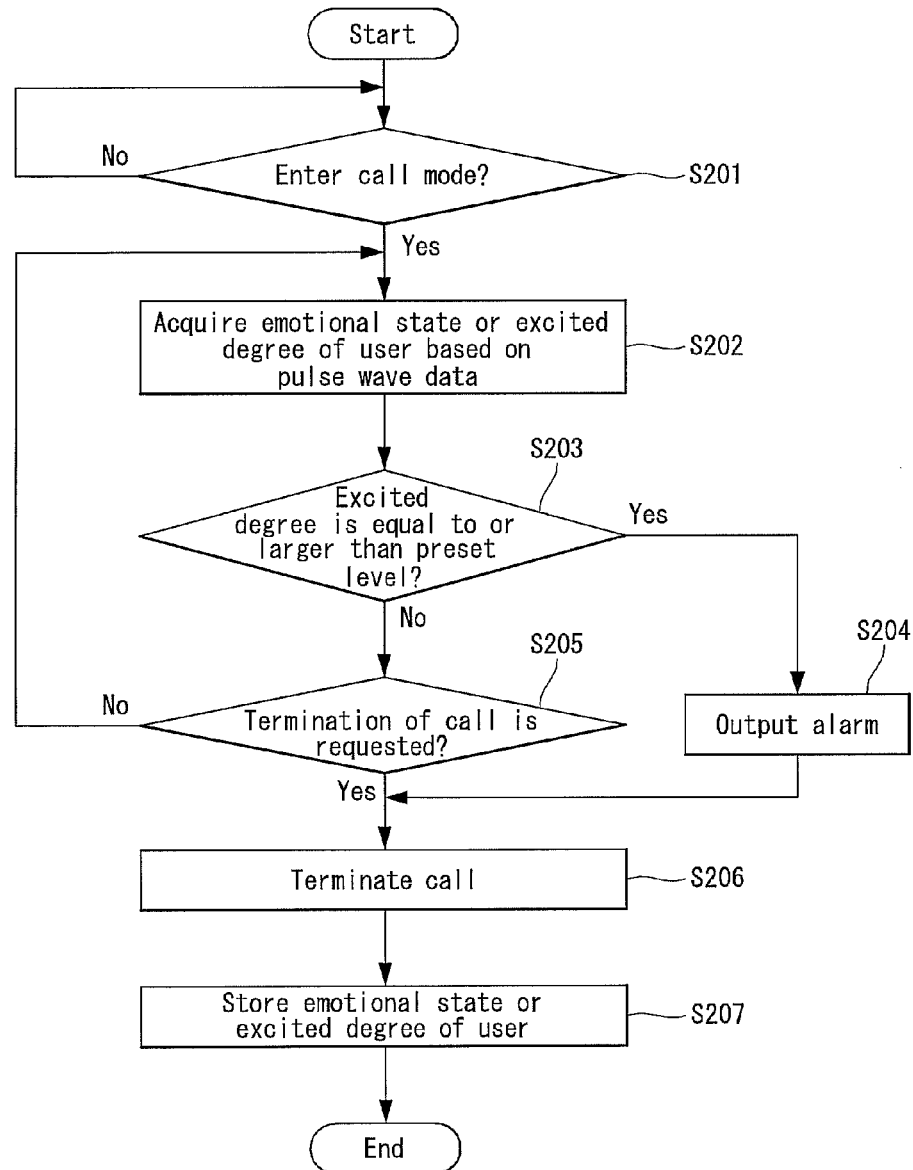 Start
No
Enter call mode?
S201
Yes
Acquire emotional state or excited
degree of user based on
pulse wave data
S202
S203
Excited
degree is equal to or
larger than preset
level?
Yes
No
S205
S204
No
Termination of call is
requested?
Output alarm
Yes
Terminate call
S206
Store emotional state or
excited degree of user
S207
End